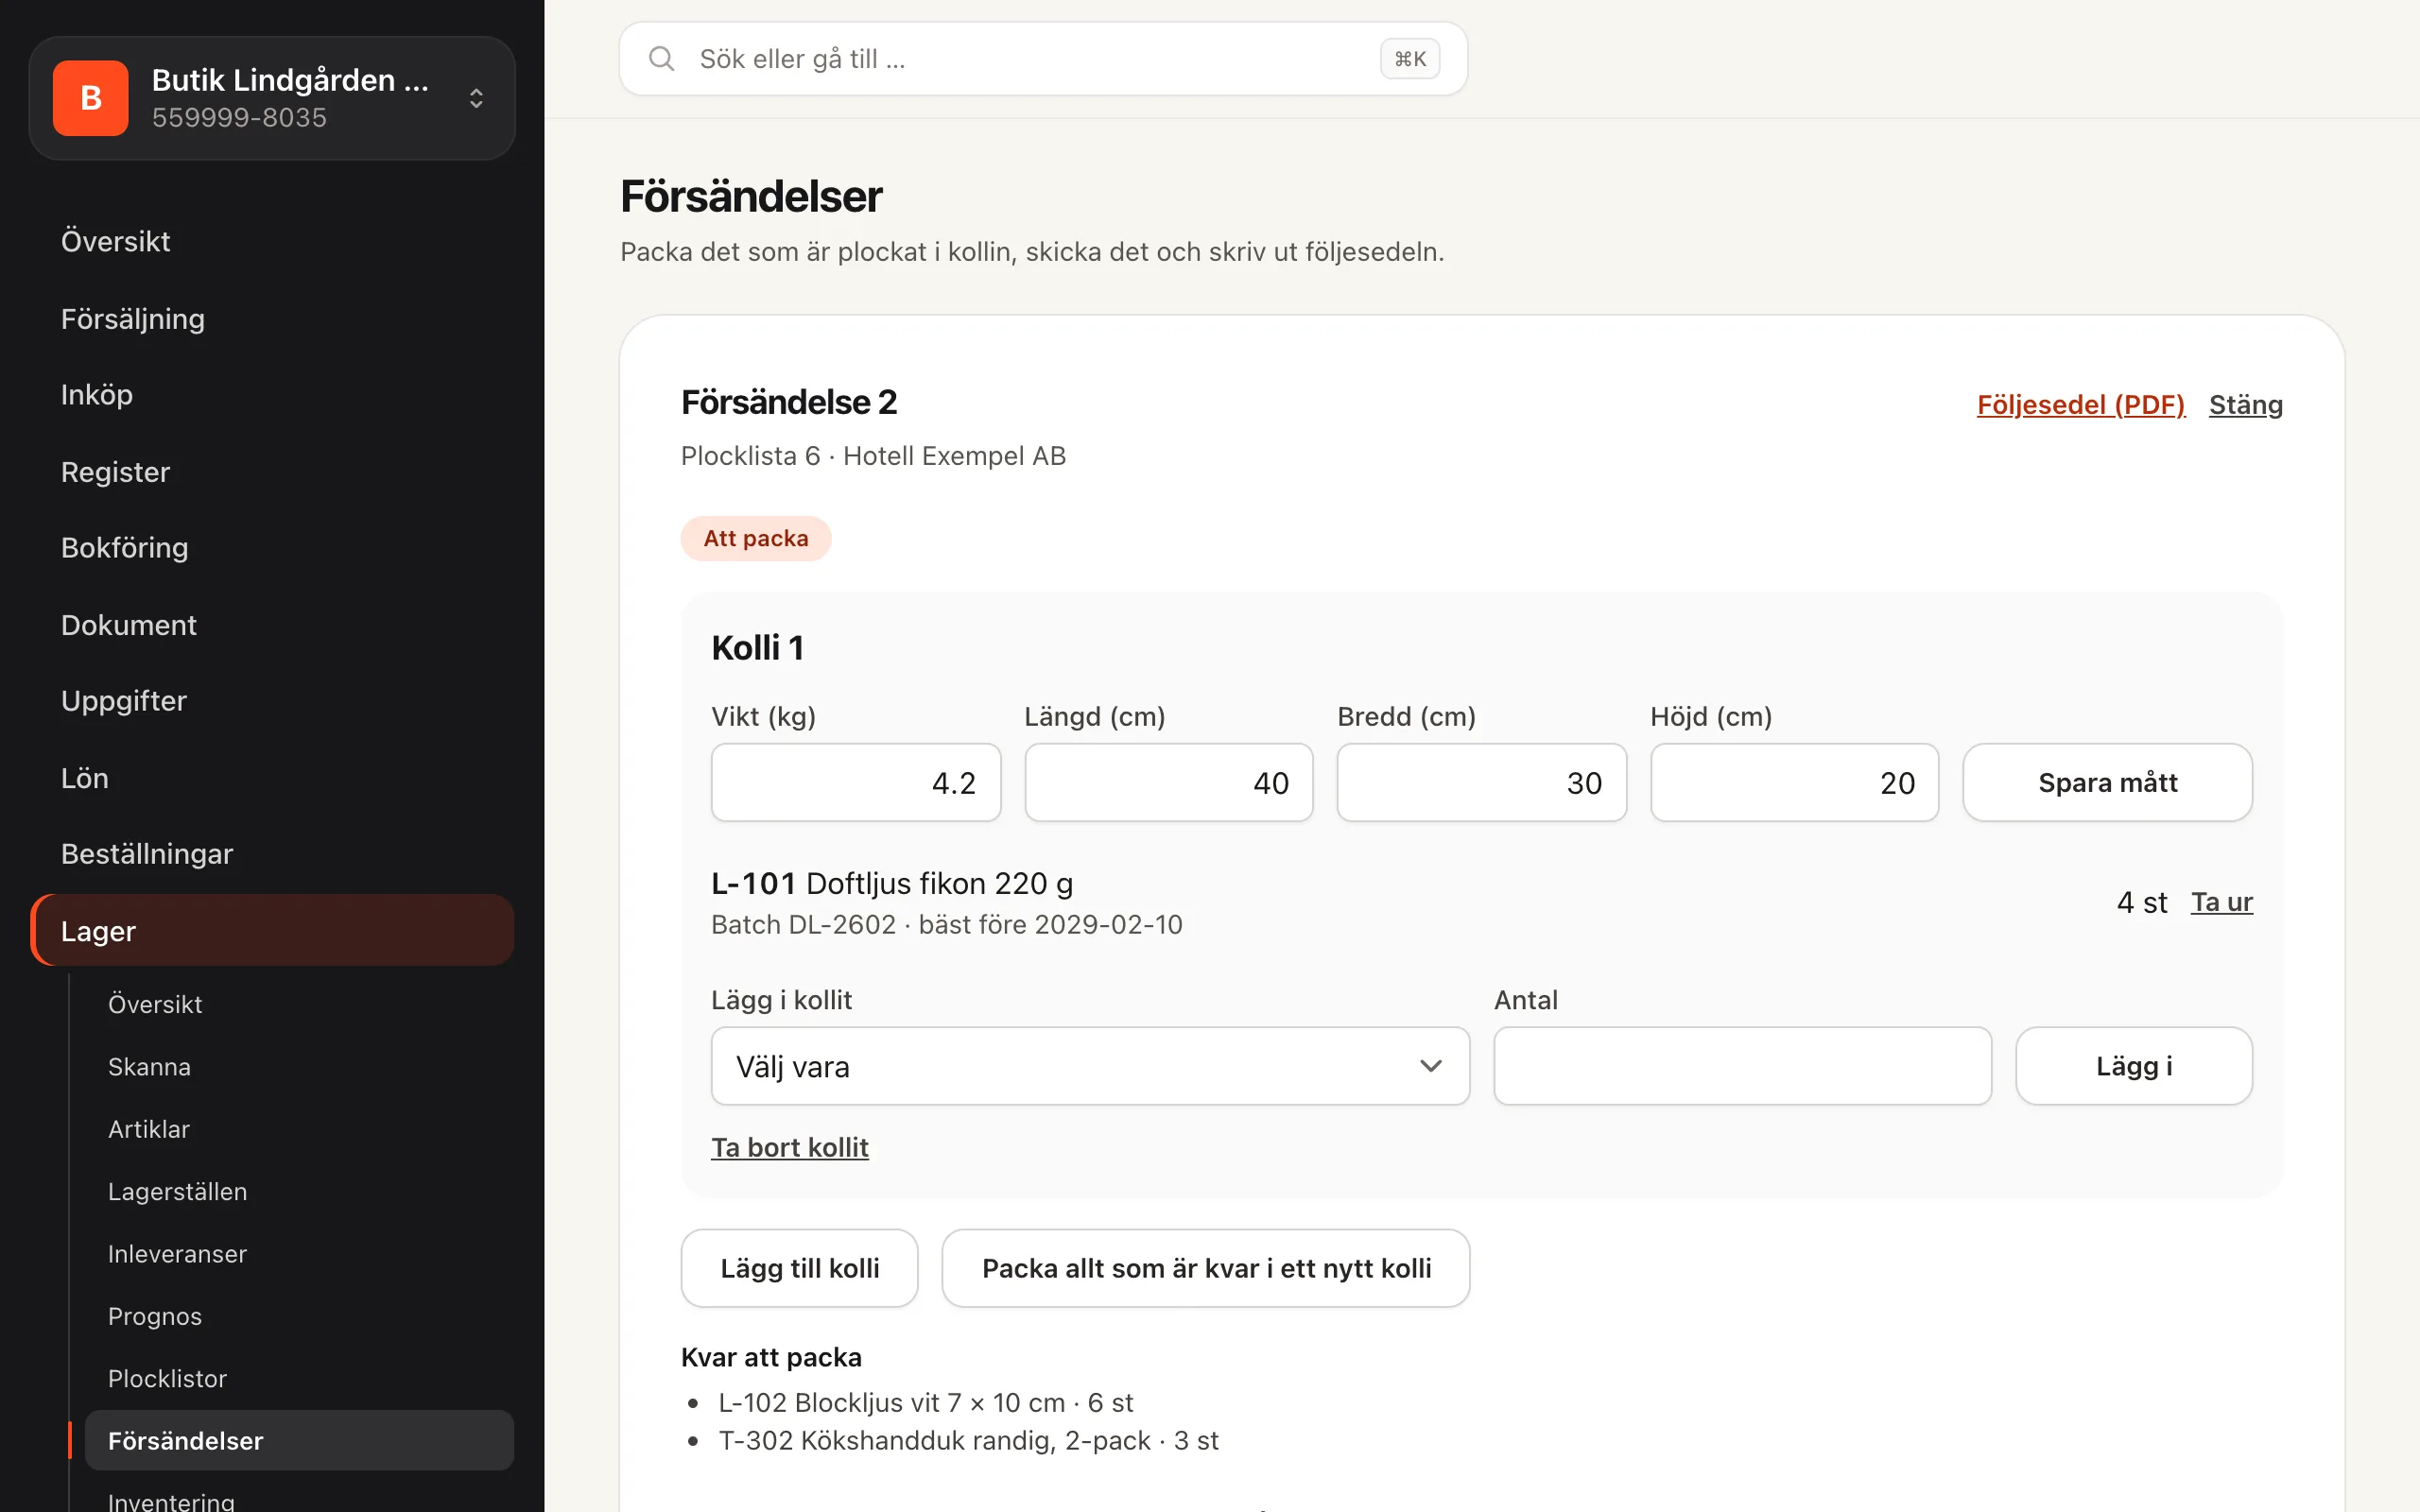 B
Butik Lindgården ...
559999-8035
Översikt
Försäljning
Inköp
Register
Bokföring
Dokument
Uppgifter
Lön
Beställningar
Lager
Översikt
Skanna
Artiklar
Lagerställen
Inleveranser
Prognos
Plocklistor
Försändelser
Inventering
Sök eller gå till ...
⌘K
Försändelser
Packa det som är plockat i kollin, skicka det och skriv ut följesedeln.
Försändelse 2
Följesedel (PDF) Stäng
Plocklista 6 · Hotell Exempel AB
Att packa
Kolli 1
Vikt (kg) Längd (cm) Bredd (cm) Höjd (cm)
4.2 40 30 20 Spara mått
L-101 Doftljus fikon 220 g
Batch DL-2602 · bäst före 2029-02-10
4 st Ta ur
Lägg i kollit Antal
Välj vara Lägg i
Ta bort kollit
Lägg till kolli Packa allt som är kvar i ett nytt kolli
Kvar att packa
• L-102 Blockljus vit 7 × 10 cm · 6 st
• T-302 Kökshandduk randig, 2-pack · 3 st